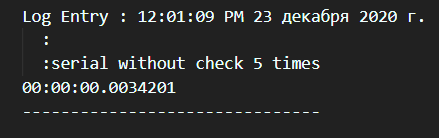 Log Entry : 12:01:09 PM 23 декабря 2020 г.
:
:serial without check 5 times
00:00:00.0034201
-------------------------------